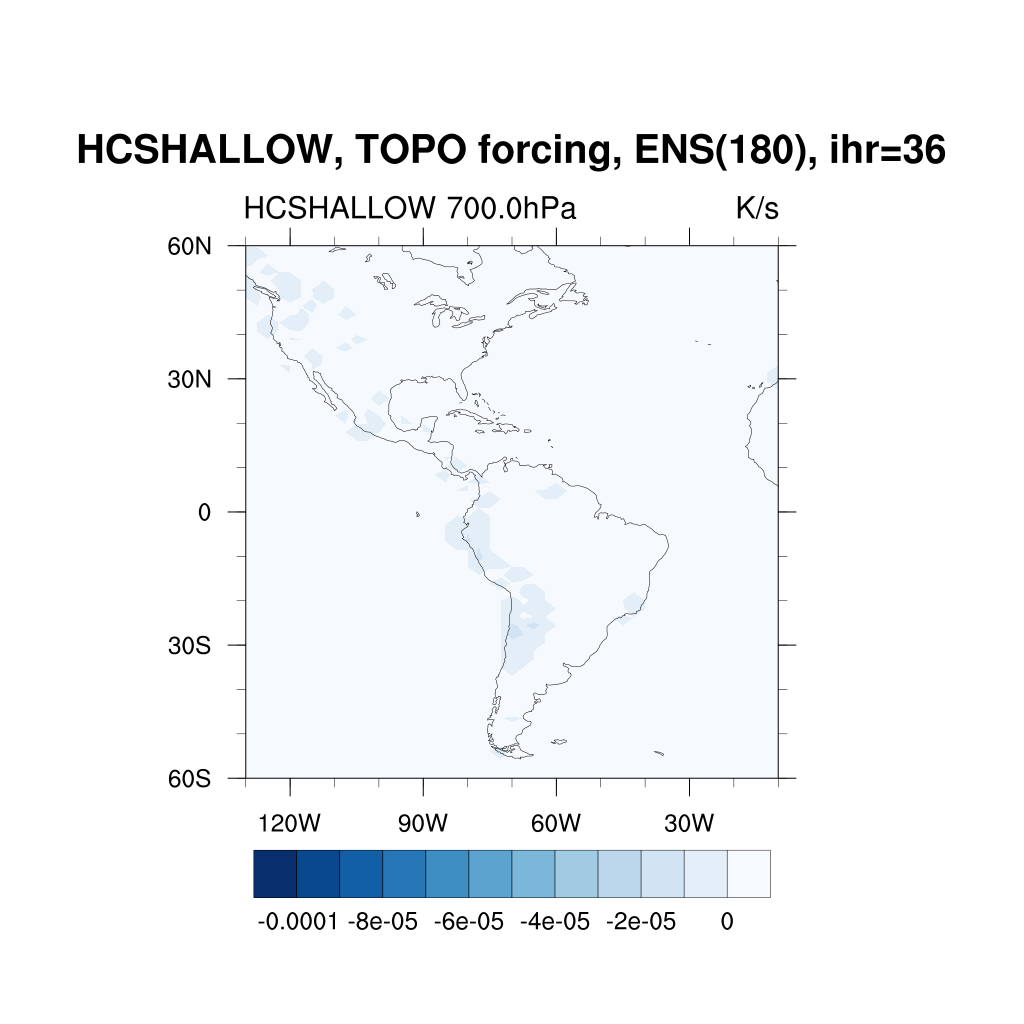 HCSHALLOW, TOPO forcing, ENS(180), ihr=36
HCSHALLOW 700.0hPa K/s
60N
30N
0
30S
60S
120W 90W 60W 30W
-0.0001 -8e-05 -6e-05 -4e-05 -2e-05 0